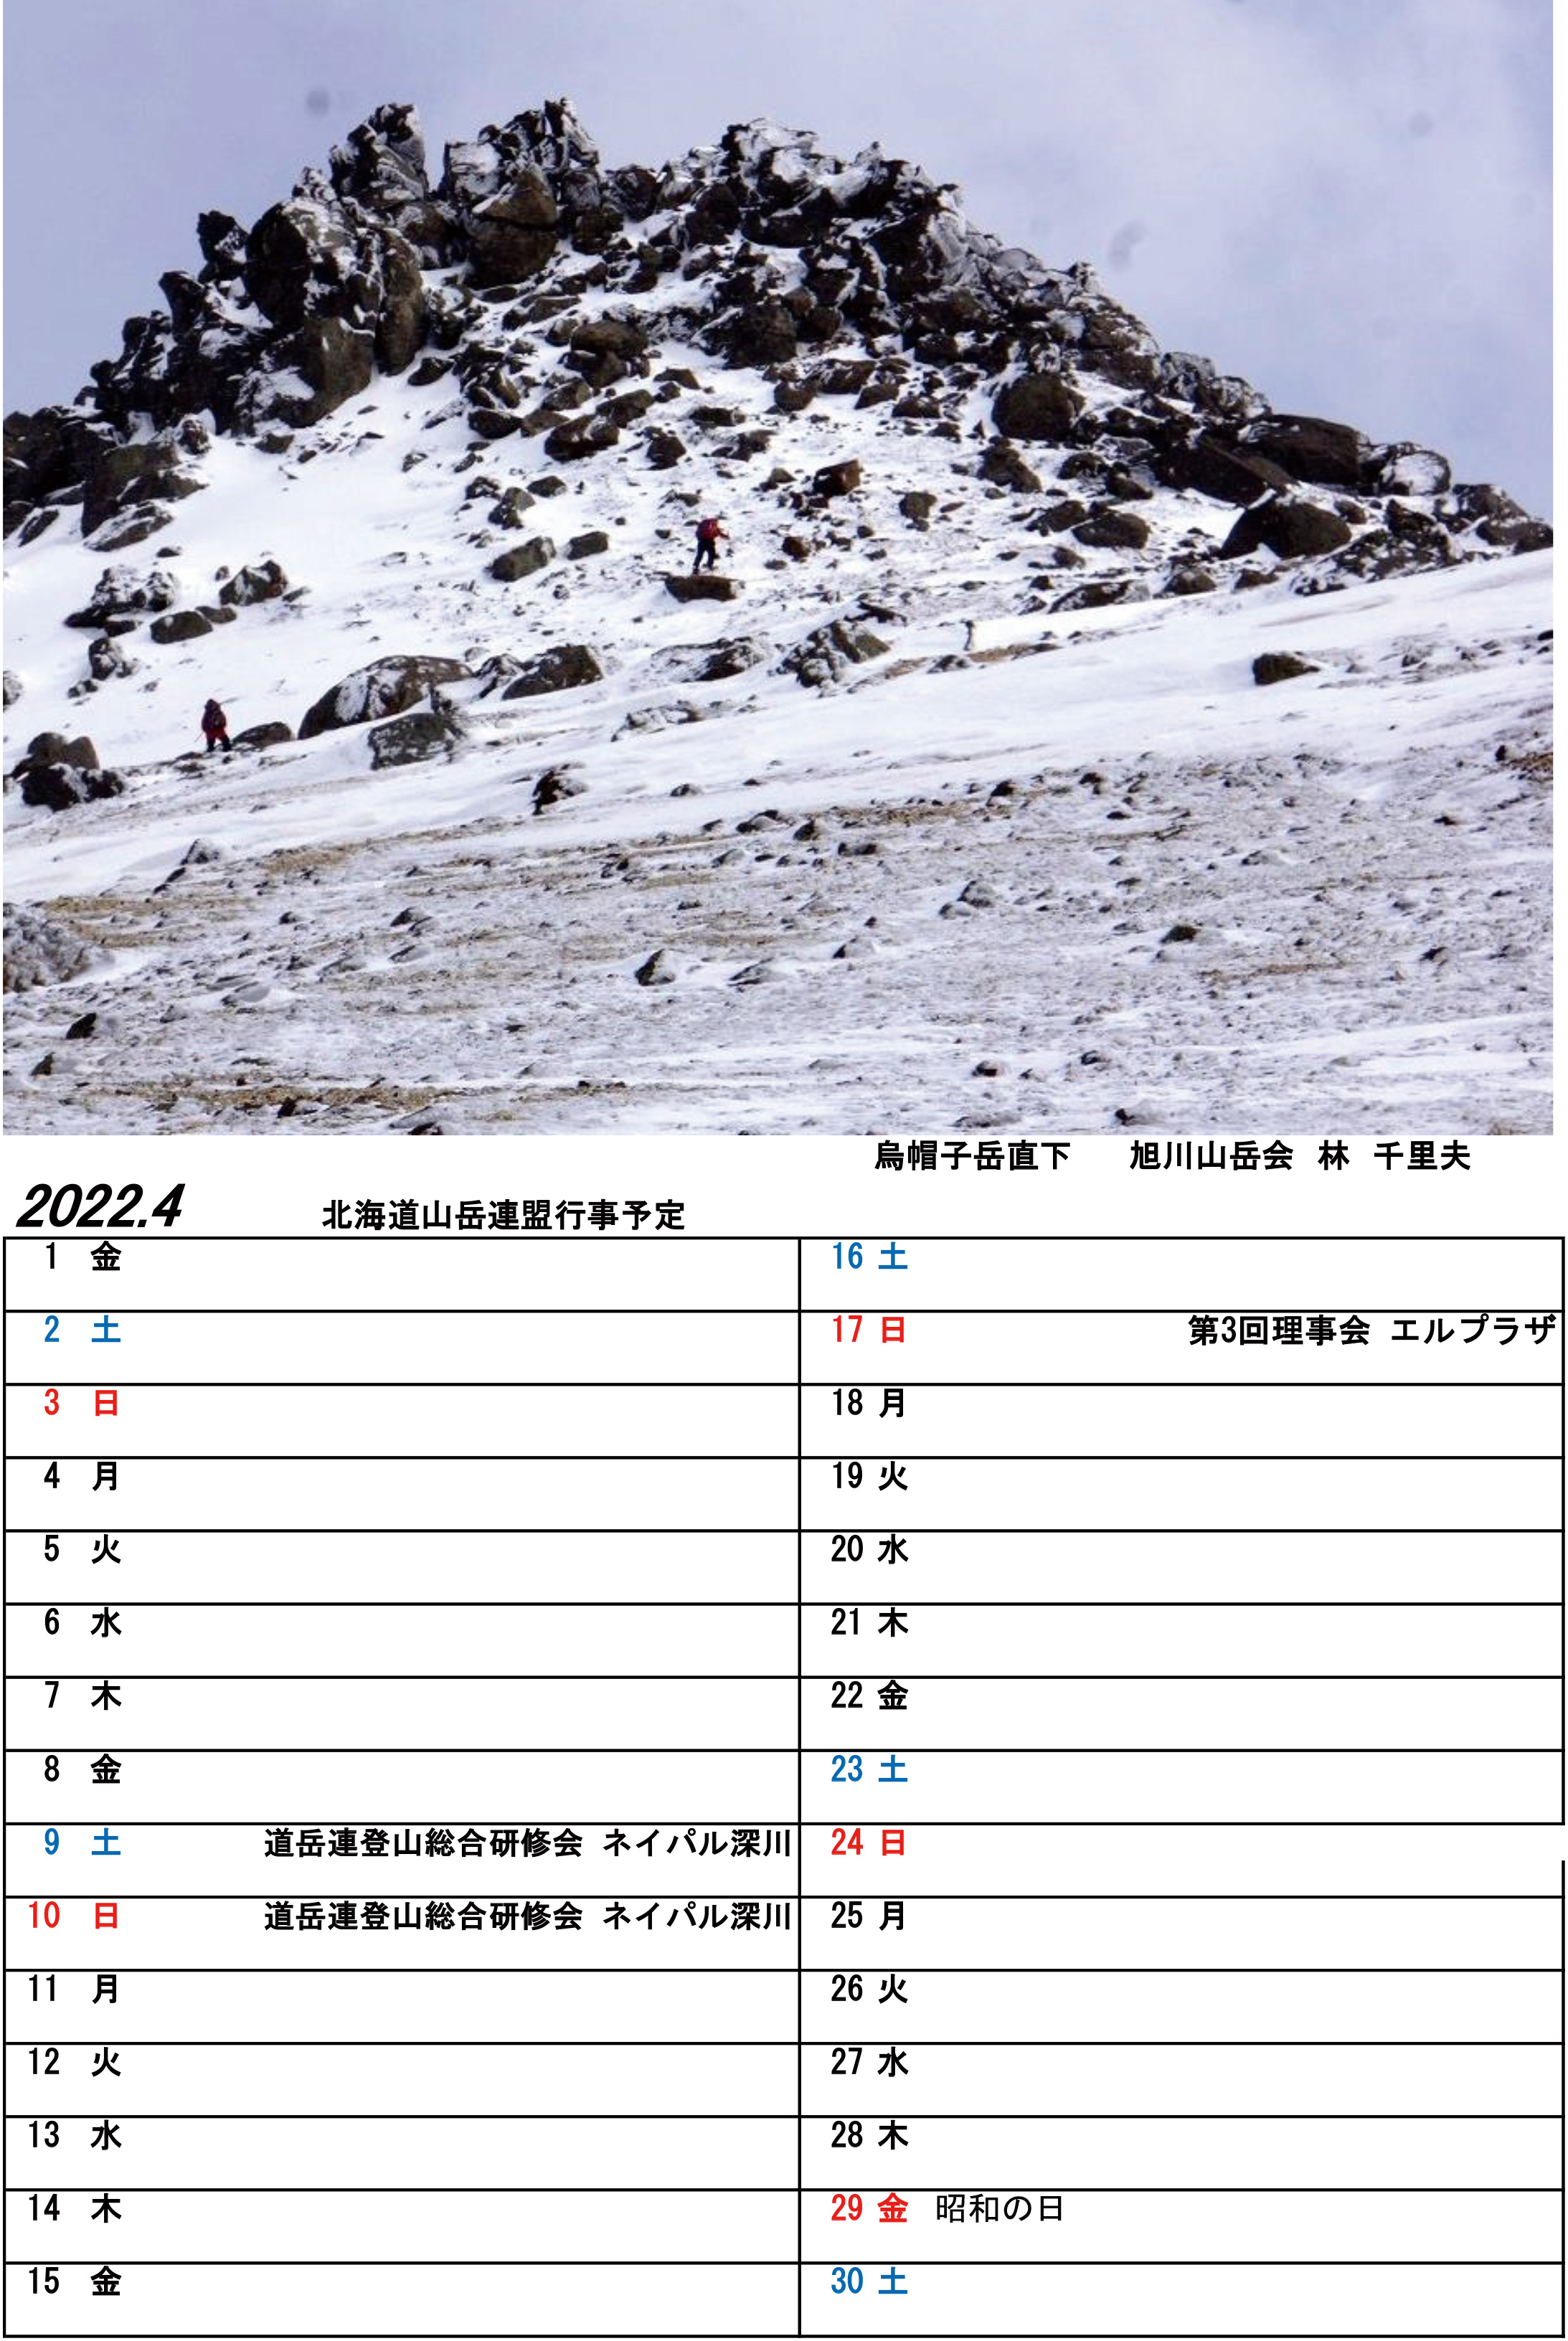 烏帽子岳直下　旭川山岳会　林　千里夫
2022.4　北海道山岳連盟行事予定
1 金
2 土
3 日
4 月
5 火
6 水
7 木
8 金
9 土 道岳連登山総合研修会 ネイパル深川
10 日 道岳連登山総合研修会 ネイパル深川
11 月
12 火
13 水
14 木
15 金
16 土
17 日 第3回理事会 エルプラザ
18 月
19 火
20 水
21 木
22 金
23 土
24 日
25 月
26 火
27 水
28 木
29 金 昭和の日
30 土